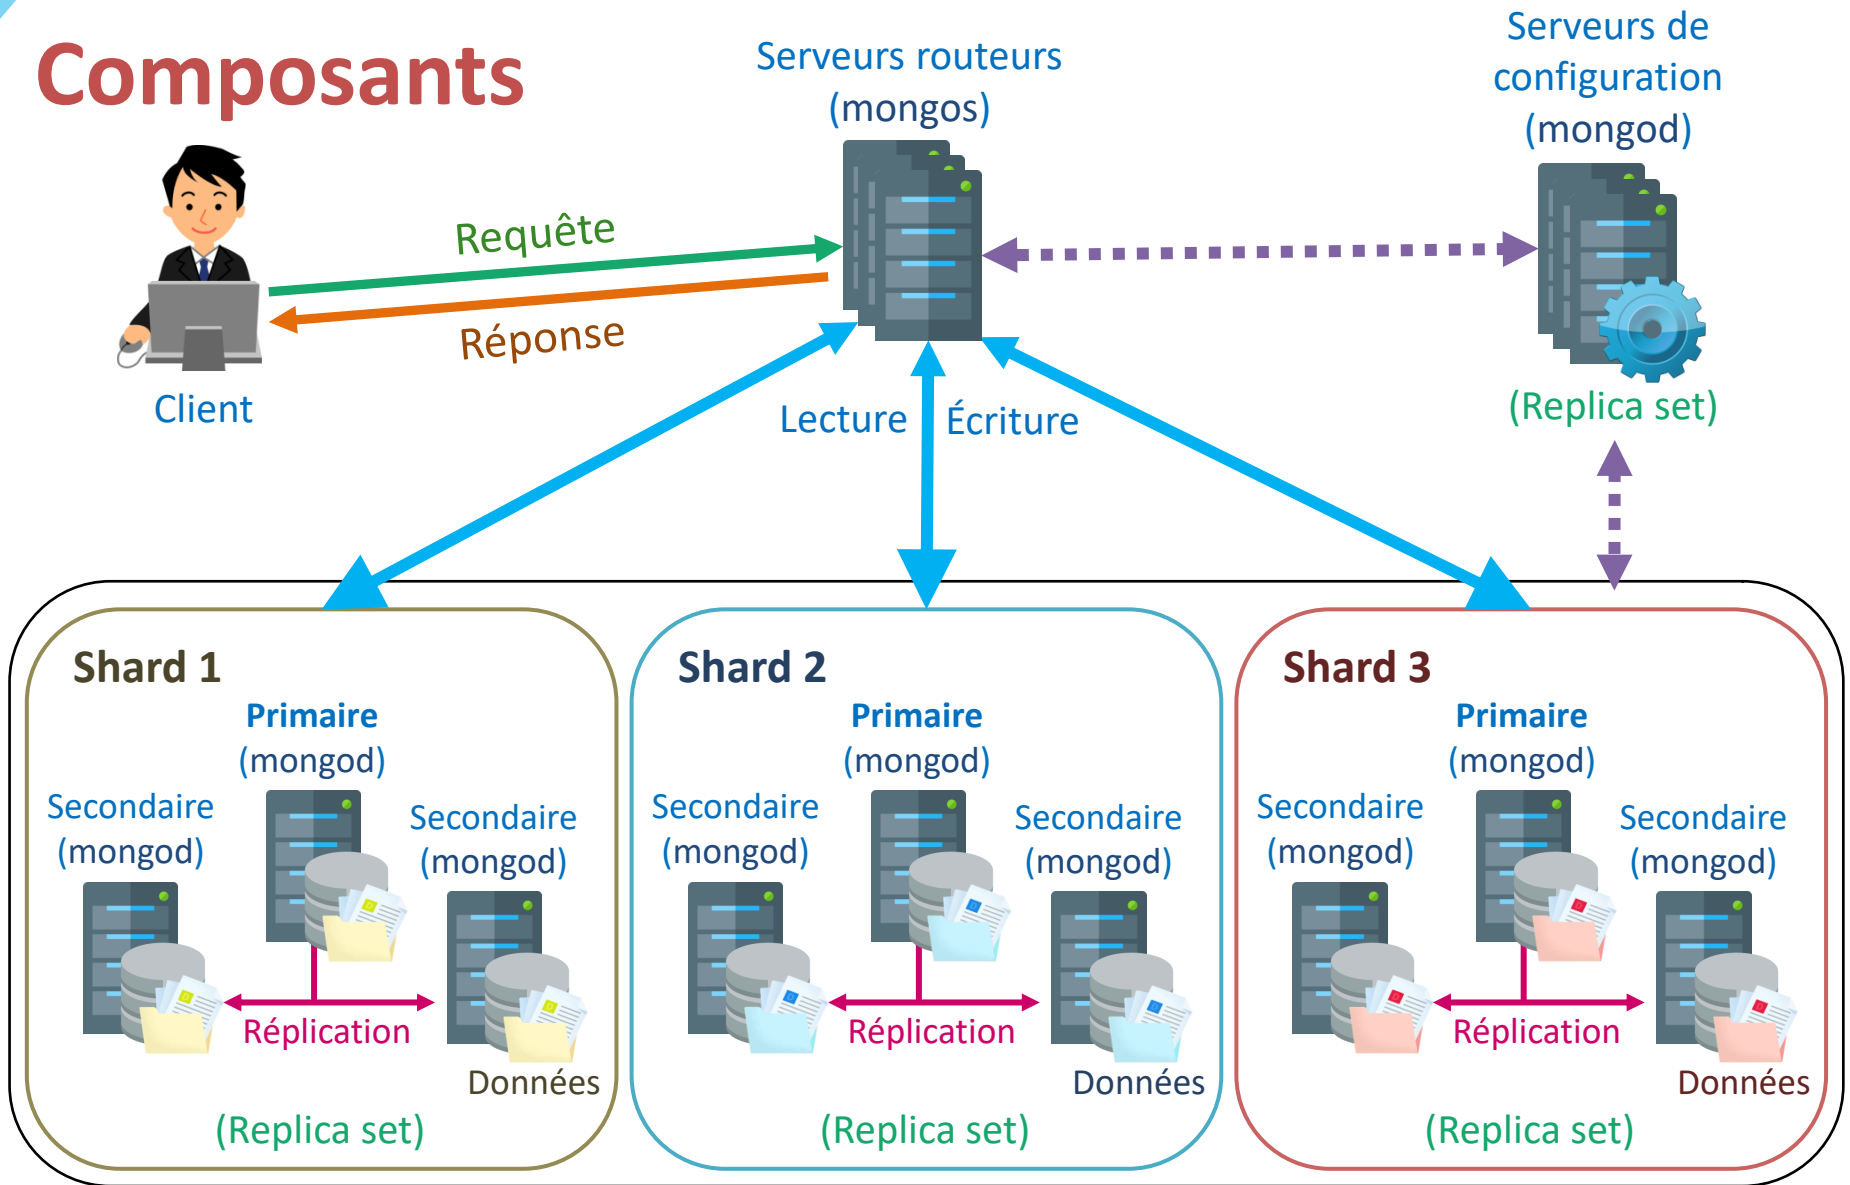 Composants
Serveurs routeurs
(mongos)
Serveurs de
configuration
(mongod)
Requête
Réponse
Client
Lecture
Écriture
(Replica set)
Shard 1
Primaire
(mongod)
Secondaire
(mongod)
Secondaire
(mongod)
Réplication
Données
(Replica set)
Shard 2
Primaire
(mongod)
Secondaire
(mongod)
Secondaire
(mongod)
Réplication
Données
(Replica set)
Shard 3
Primaire
(mongod)
Secondaire
(mongod)
Secondaire
(mongod)
Réplication
Données
(Replica set)